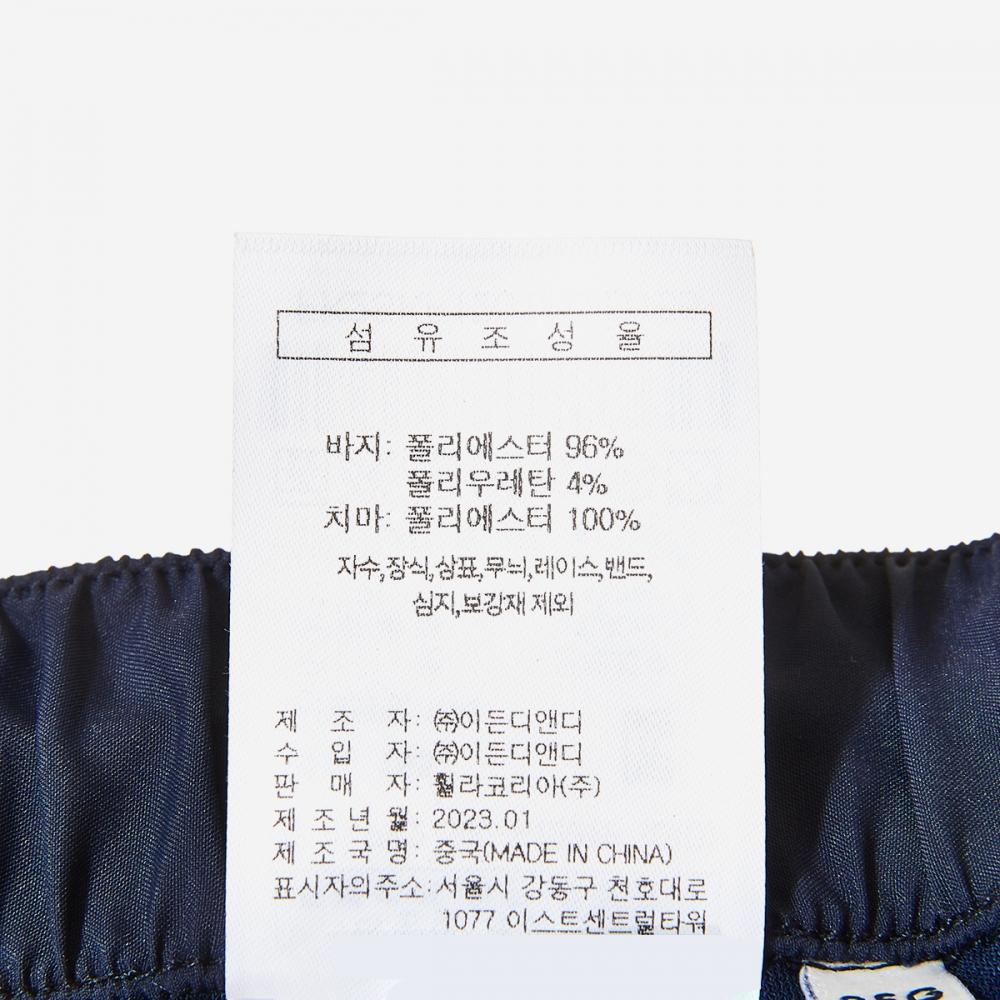 섬 유 조 성 율
바지: 폴리에스터 96%
폴리우레탄 4%
치마: 폴리에스터 100%
자수,장식,상표,무늬,레이스,밴드,
심지,보강재 제외
제 조 자: ㈜이든디앤디
수 입 자: ㈜이든디앤디
판 매 자: 휠라코리아(주)
제 조 년 월: 2023.01
제 조 국 명: 중국(MADE IN CHINA)
표시자의주소:서울시 강동구 천호대로
1077 이스트센트럴타워